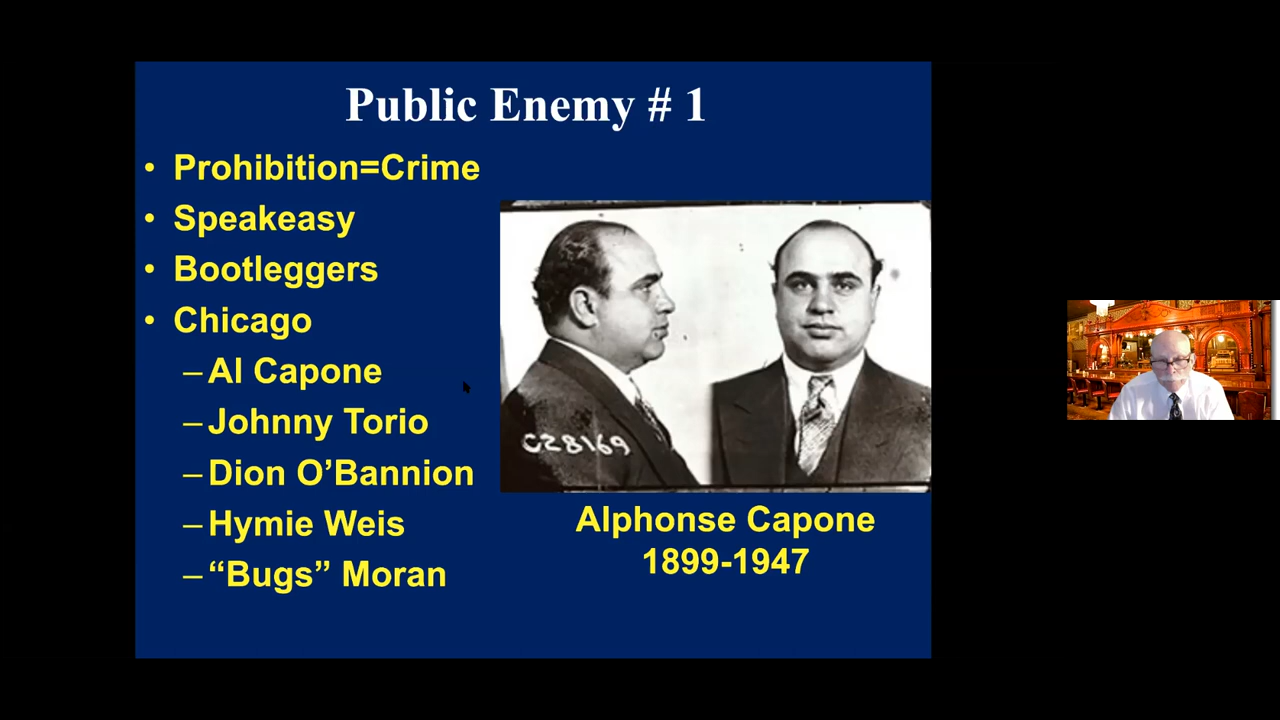 Public Enemy # 1
• Prohibition=Crime
• Speakeasy
• Bootleggers
• Chicago
– Al Capone
– Johnny Torio
– Dion O’Bannion
– Hymie Weis
– “Bugs” Moran
C28169
Alphonse Capone
1899-1947